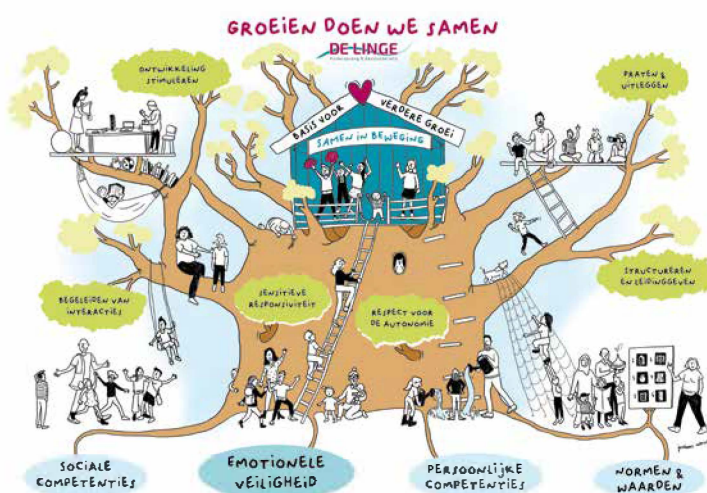 GROEIEN DOEN WE SAMEN
DE LINGE
ONTWIKKELING
STIMULEREN
PRATEN &
UITLEGGEN
BASIS VOOR
VERDERE GROEI
SAMEN IN BEWEGING
BEGELEIDEN VAN
INTERACTIES
SENSITIEVE
RESPONSIVITEIT
RESPECT VOOR
DE AUTONOMIE
STRUCTUREREN
EN LEIDINGGEVEN
SOCIALE
COMPETENTIES
EMOTIONELE
VEILIGHEID
PERSOONLIJKE
COMPETENTIES
NORMEN &
WAARDEN